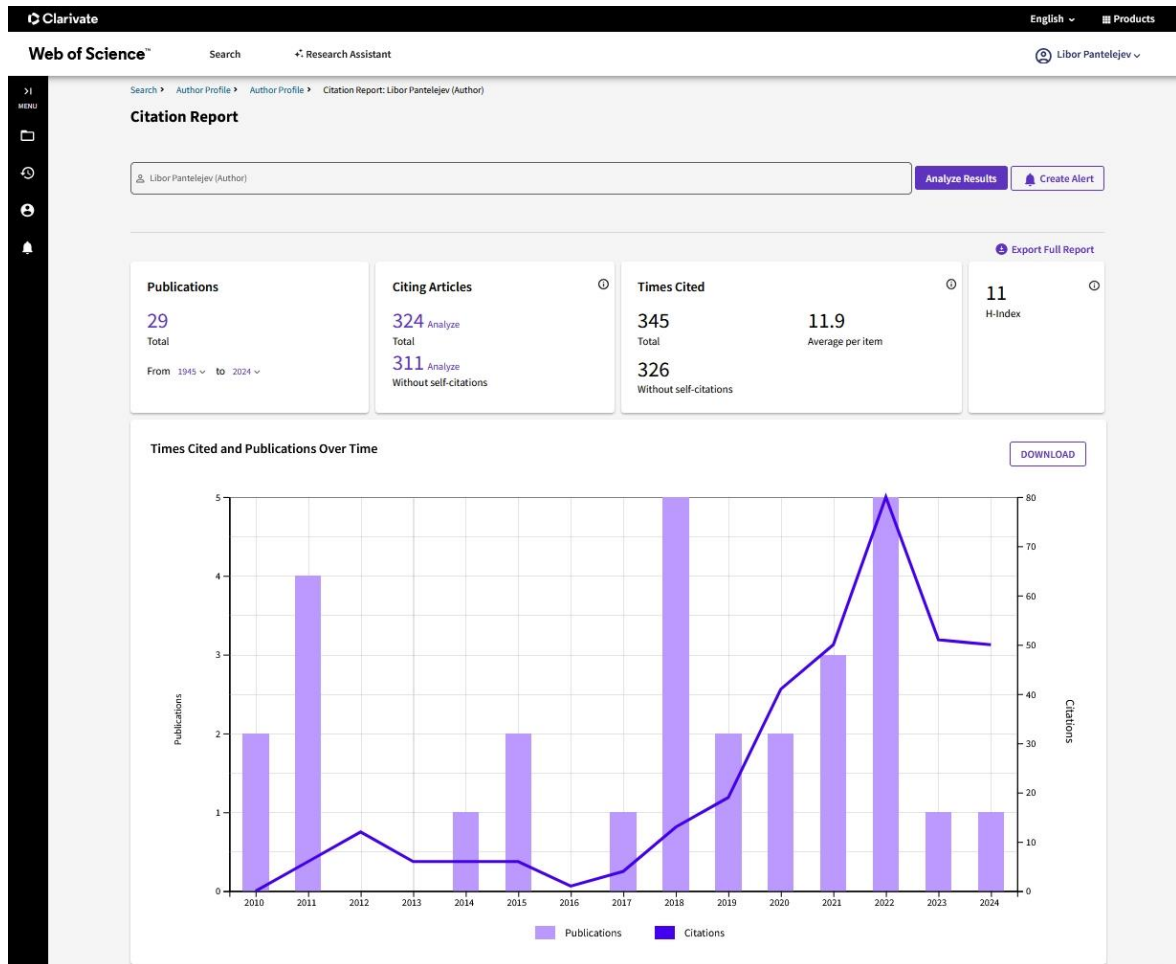 Clarivate
English
Products
Web of Science™
Search
Research Assistant
Libor Pantelejev
MENU
Search > Author Profile > Author Profile > Citation Report: Libor Pantelejev (Author)
Citation Report
Libor Pantelejev (Author)
Analyze Results
Create Alert
Export Full Report
Publications
29
Total
From 1945 to 2024
Citing Articles
324 Analyze
Total
311 Analyze
Without self-citations
Times Cited
345
Total
326
Without self-citations
11.9
Average per item
11
H-Index
Times Cited and Publications Over Time
DOWNLOAD
Publications
5
4
3
2
1
0
80
70
60
50
40
30
20
10
0
Citations
2010 2011 2012 2013 2014 2015 2016 2017 2018 2019 2020 2021 2022 2023 2024
Publications Citations